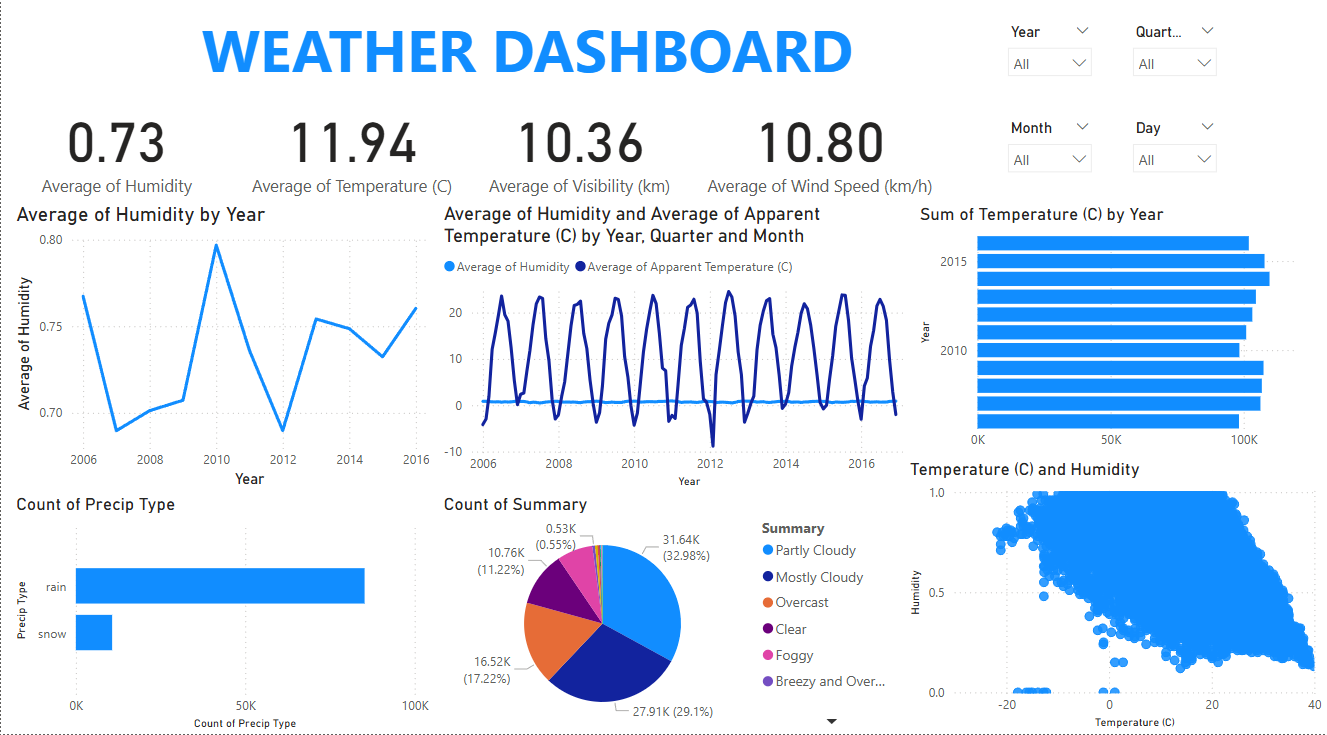 WEATHER DASHBOARD
Year
All
Quart...
All
Month
All
Day
All
0.73
Average of Humidity
11.94
Average of Temperature (C)
10.36
Average of Visibility (km)
10.80
Average of Wind Speed (km/h)
Average of Humidity by Year
Average of Humidity
0.80
0.75
0.70
2006 2008 2010 2012 2014 2016
Year
Average of Humidity and Average of Apparent
Temperature (C) by Year, Quarter and Month
Average of Humidity Average of Apparent Temperature (C)
20
10
0
-10
2006 2008 2010 2012 2014 2016
Year
Sum of Temperature (C) by Year
Year
2015
2010
0K 50K 100K
Count of Precip Type
Precip Type
rain
snow
0K 50K 100K
Count of Precip Type
Count of Summary
0.53K
(0.55%)
31.64K
(32.98%)
10.76K
(11.22%)
16.52K
(17.22%)
27.91K (29.1%)
Summary
Partly Cloudy
Mostly Cloudy
Overcast
Clear
Foggy
Breezy and Over...
Temperature (C) and Humidity
Humidity
1.0
0.5
0.0
-20 0 20 40
Temperature (C)